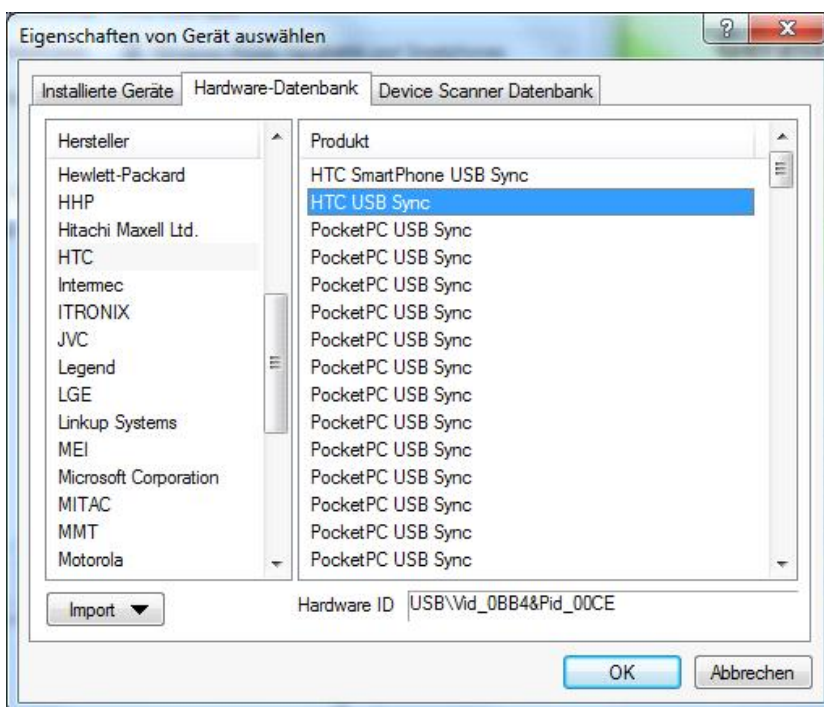 Eigenschaften von Gerät auswählen
Installierte Geräte
Hardware-Datenbank
Device Scanner Datenbank
Hersteller
Hewlett-Packard
HHP
Hitachi Maxell Ltd.
HTC
Intermec
ITRONIX
JVC
Legend
LGE
Linkup Systems
MEI
Microsoft Corporation
MITAC
MMT
Motorola
Produkt
HTC SmartPhone USB Sync
HTC USB Sync
PocketPC USB Sync
PocketPC USB Sync
PocketPC USB Sync
PocketPC USB Sync
PocketPC USB Sync
PocketPC USB Sync
PocketPC USB Sync
PocketPC USB Sync
PocketPC USB Sync
PocketPC USB Sync
PocketPC USB Sync
PocketPC USB Sync
PocketPC USB Sync
Import
Hardware ID USB\Vid_0BB4&Pid_00CE
OK
Abbrechen